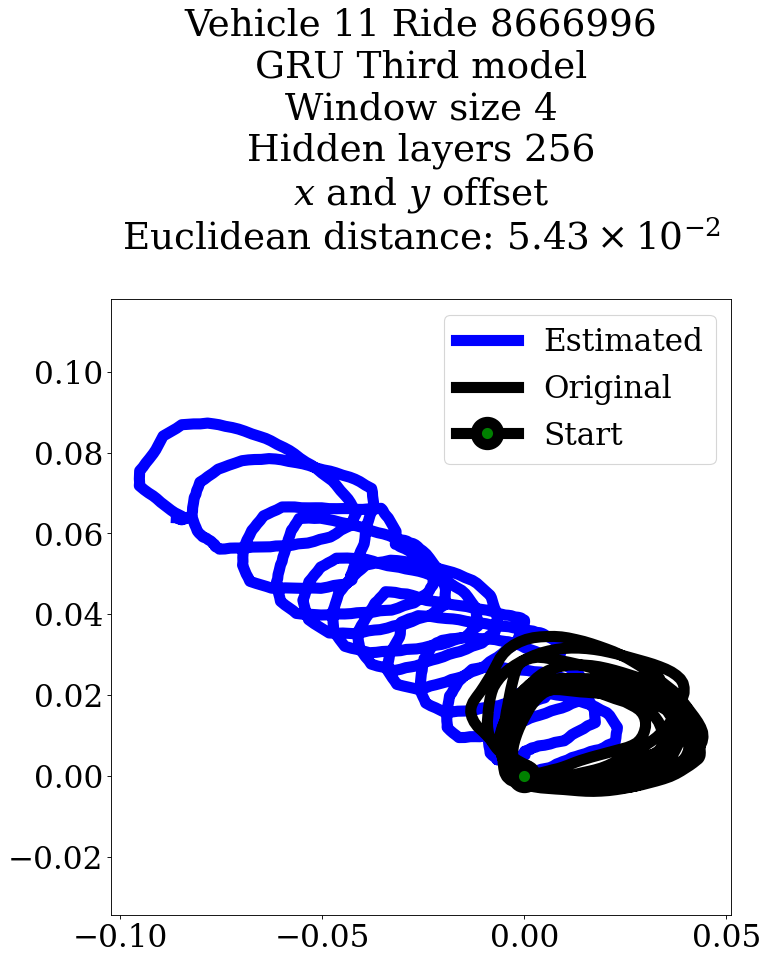 Vehicle 11 Ride 8666996
GRU Third model
Window size 4
Hidden layers 256
x and y offset
Euclidean distance: 5.43 × 10⁻²
Estimated
Original
Start
0.10
0.08
0.06
0.04
0.02
0.00
−0.02
−0.10 −0.05 0.00 0.05